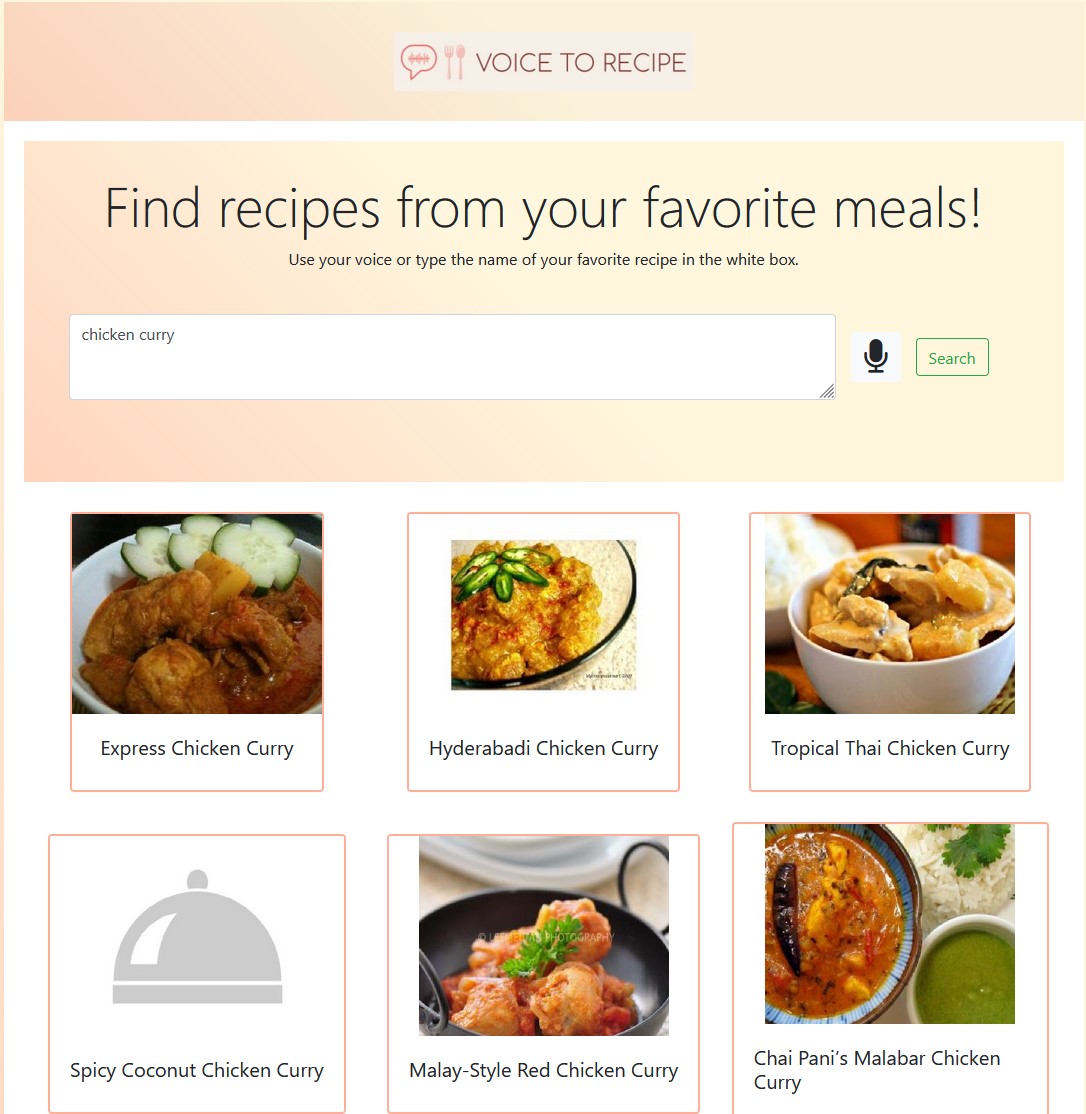 VOICE TO RECIPE
Find recipes from your favorite meals!
Use your voice or type the name of your favorite recipe in the white box.
chicken curry
Search
Express Chicken Curry
Hyderabadi Chicken Curry
Tropical Thai Chicken Curry
PHOTOGRAPHY
Spicy Coconut Chicken Curry
Malay-Style Red Chicken Curry
Chai Pani’s Malabar Chicken
Curry